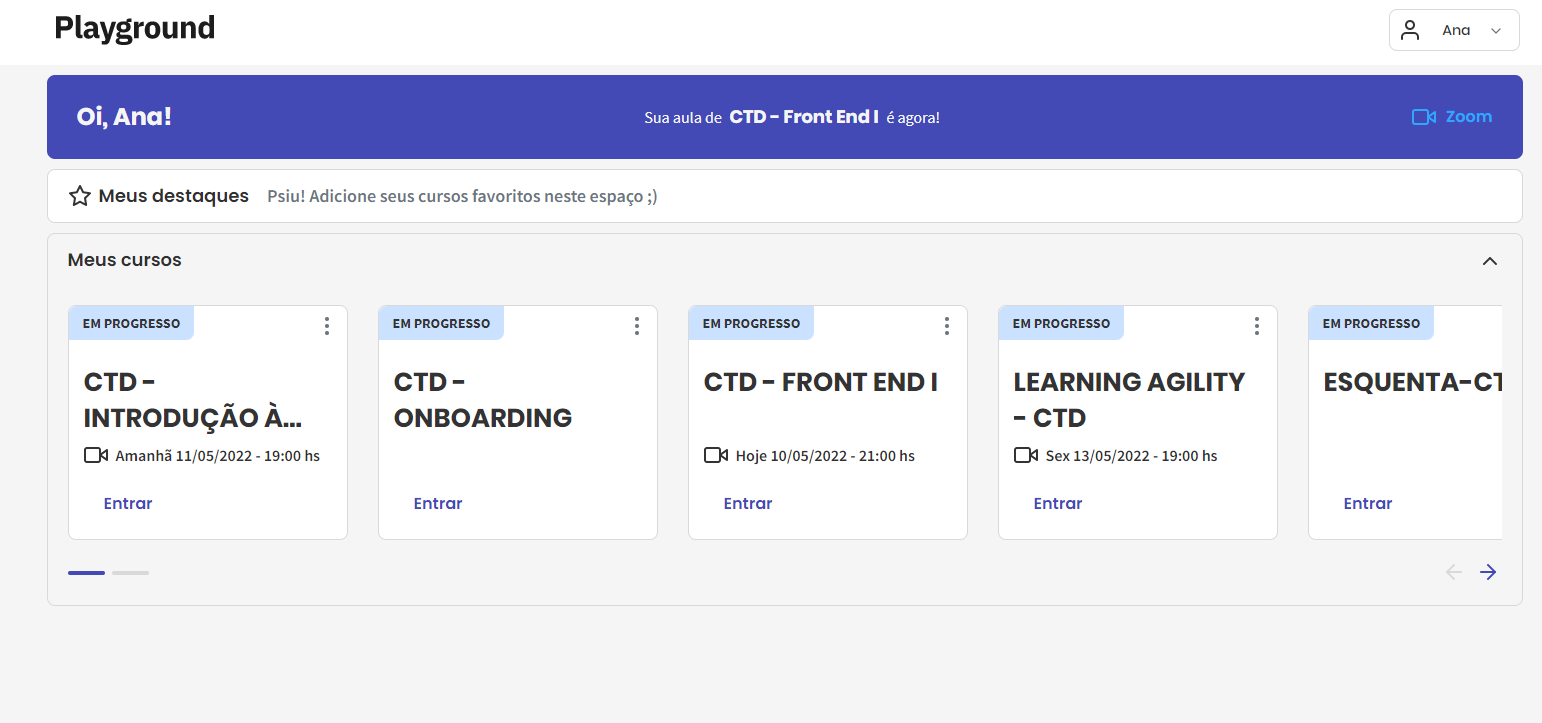 Playground
Ana
Oi, Ana!
Sua aula de CTD - Front End I é agora!
Zoom
Meus destaques Psiu! Adicione seus cursos favoritos neste espaço ;)
Meus cursos
EM PROGRESSO
CTD -
INTRODUÇÃO À...
Amanhã 11/05/2022 - 19:00 hs
Entrar
EM PROGRESSO
CTD -
ONBOARDING
Entrar
EM PROGRESSO
CTD - FRONT END I
Hoje 10/05/2022 - 21:00 hs
Entrar
EM PROGRESSO
LEARNING AGILITY
- CTD
Sex 13/05/2022 - 19:00 hs
Entrar
EM PROGRESSO
ESQUENTA-CT
Entrar